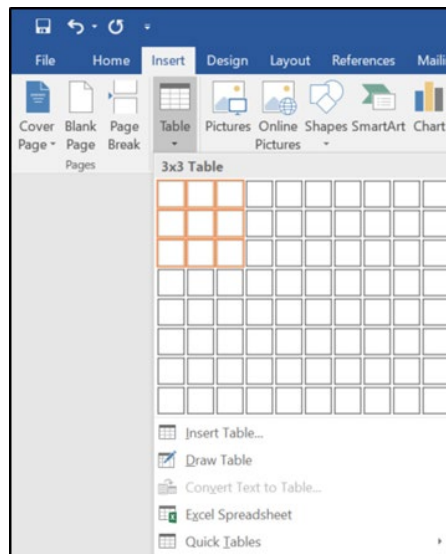 File Home Insert Design Layout References Maili
Cover Page Blank Page Page Break Table Pictures Online Pictures Shapes SmartArt Chart
Pages
3x3 Table
Insert Table...
Draw Table
Convert Text to Table...
Excel Spreadsheet
Quick Tables